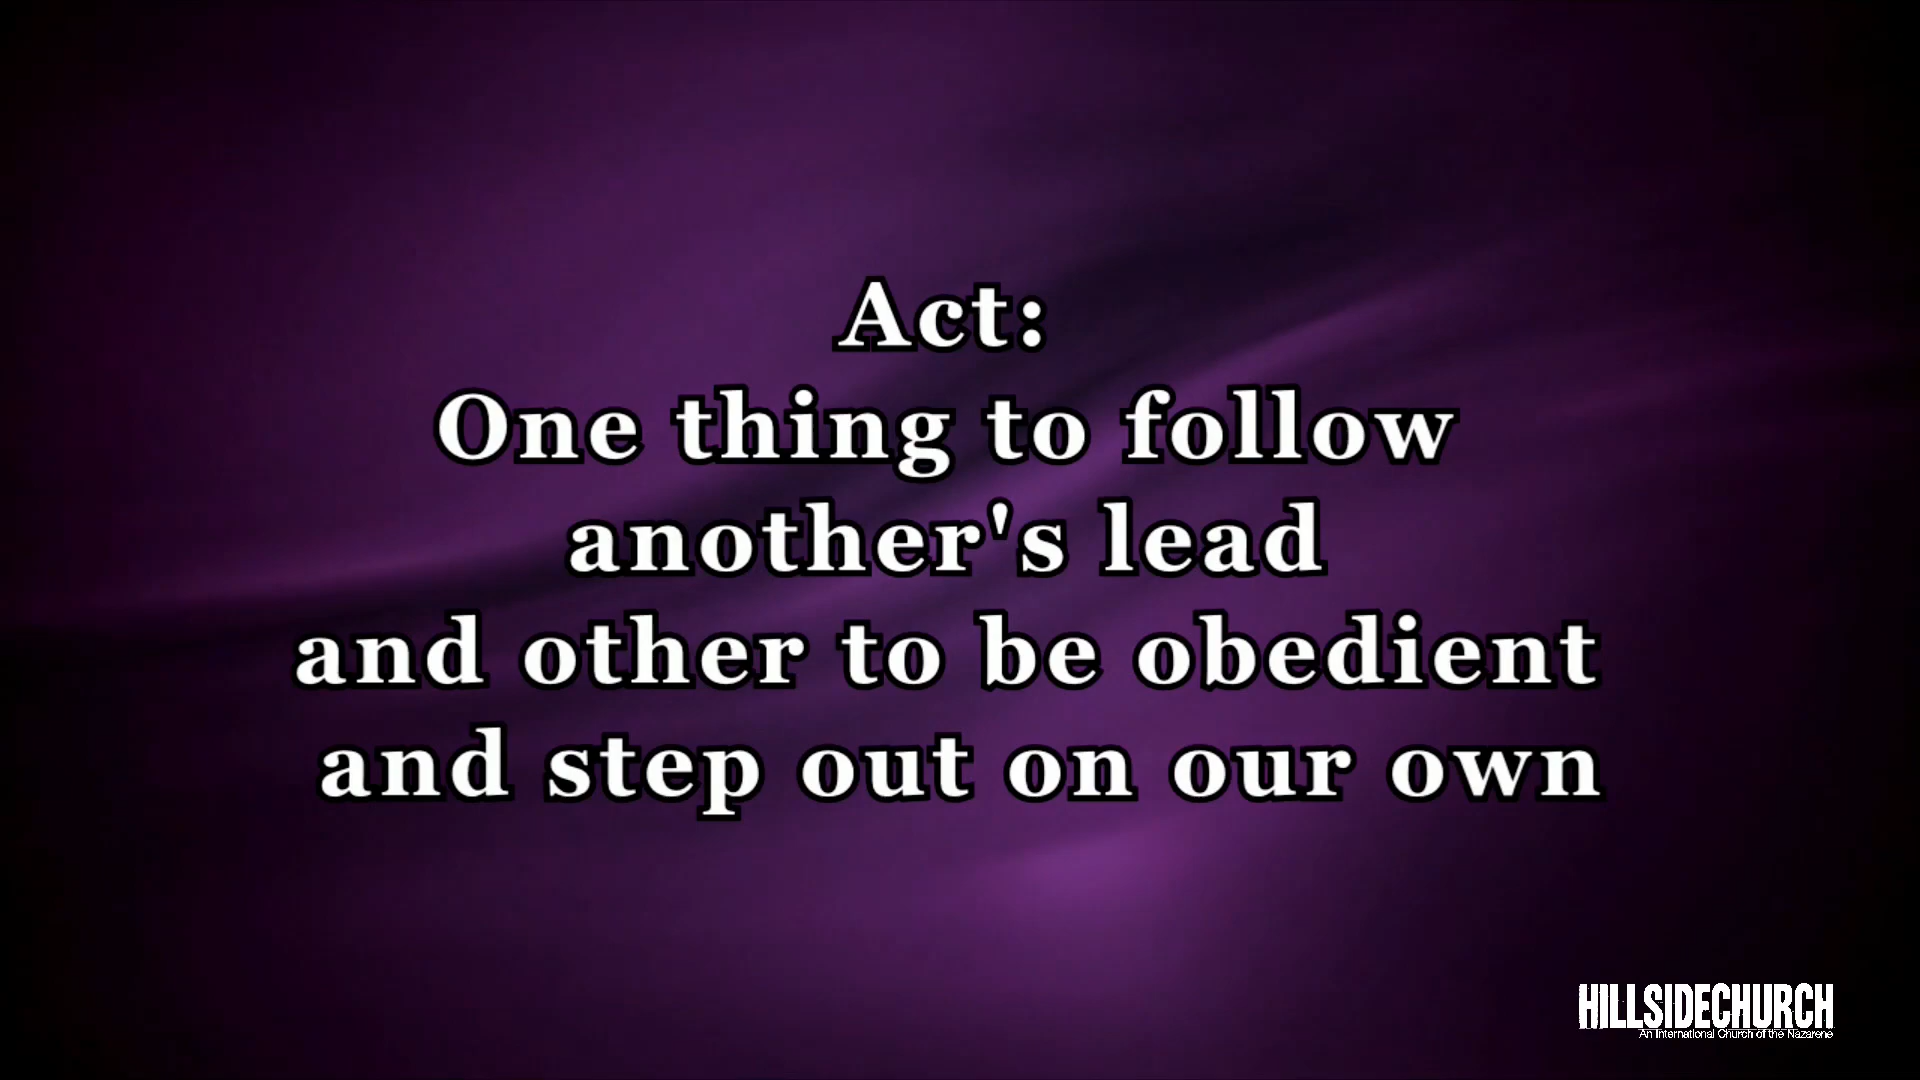 Act:
One thing to follow
another's lead
and other to be obedient
and step out on our own
HILLSIDECHURCH
An International Church of the Nazarene